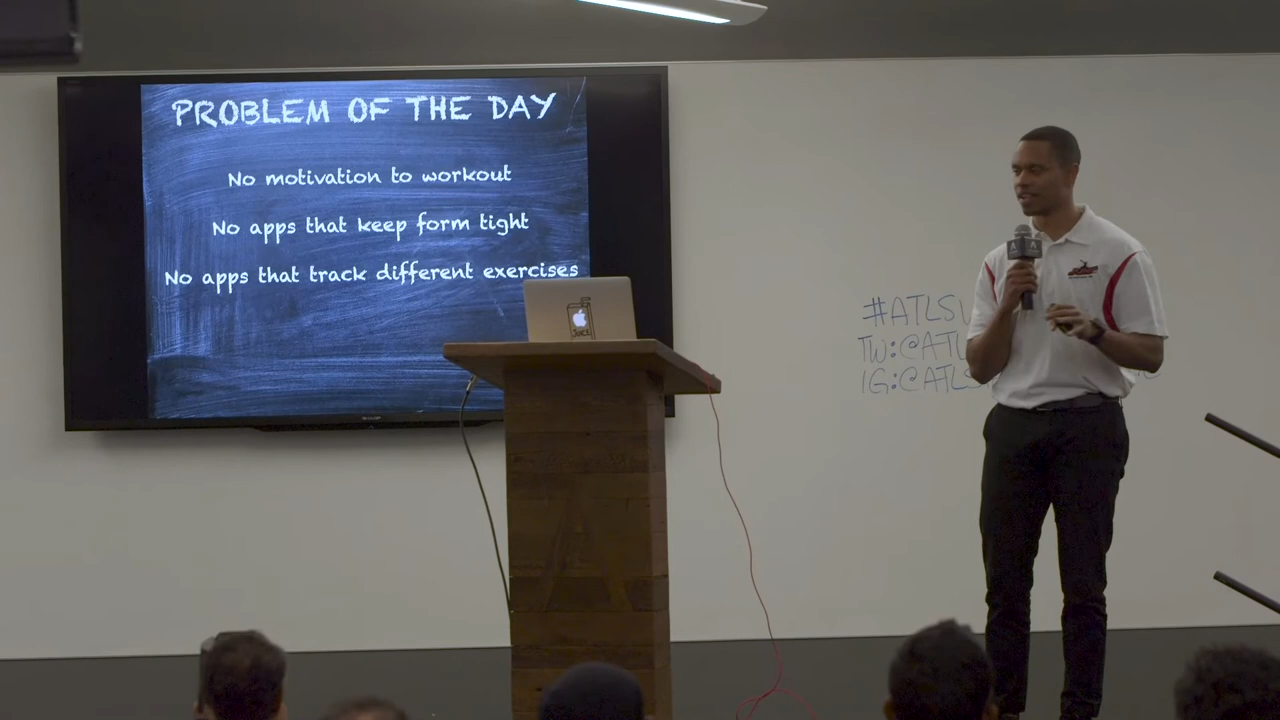 PROBLEM OF THE DAY
No motivation to workout
No apps that keep form tight
No apps that track different exercises
JUICE
#ATLS
TW:@ATL
IG:@ATLS